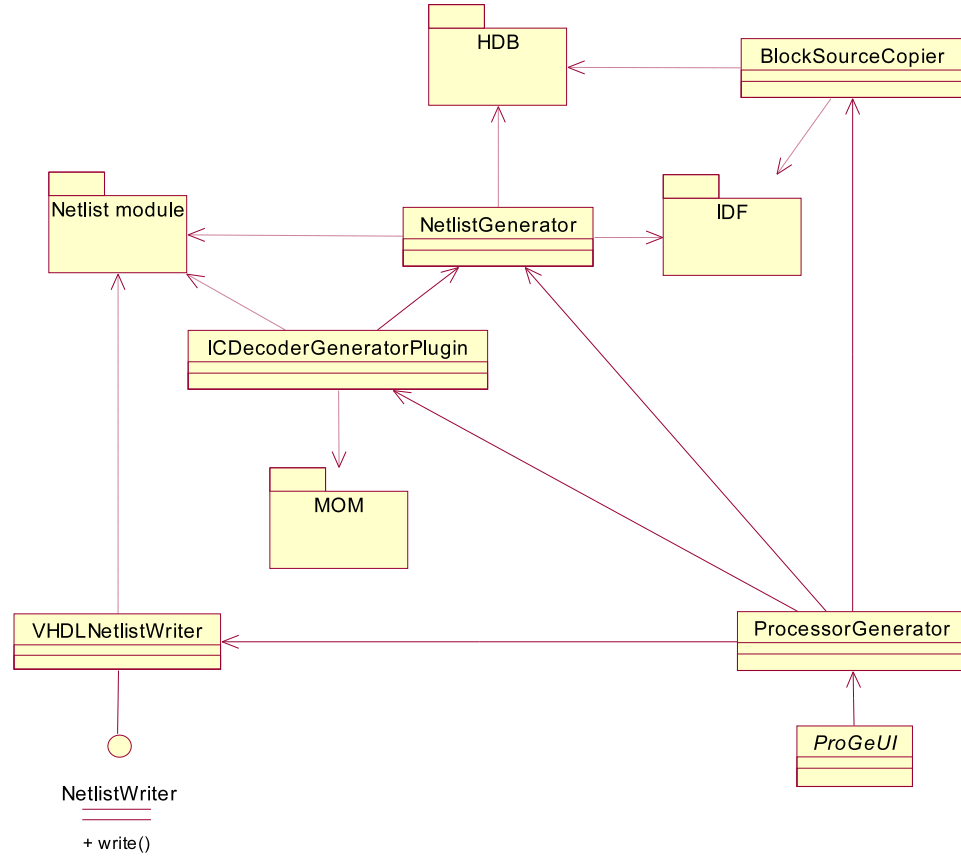 HDB
BlockSourceCopier
Netlist module
NetlistGenerator
IDF
ICDecoderGeneratorPlugin
MOM
VHDLNetlistWriter
ProcessorGenerator
ProGeUI
NetlistWriter
+ write()